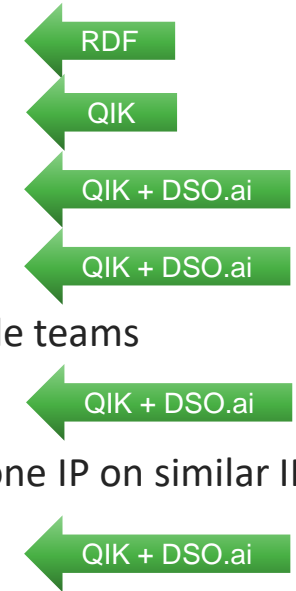 RDF
QIK
QIK + DSO.ai
QIK + DSO.ai
teams
QIK + DSO.ai
one IP on similar
QIK + DSO.ai